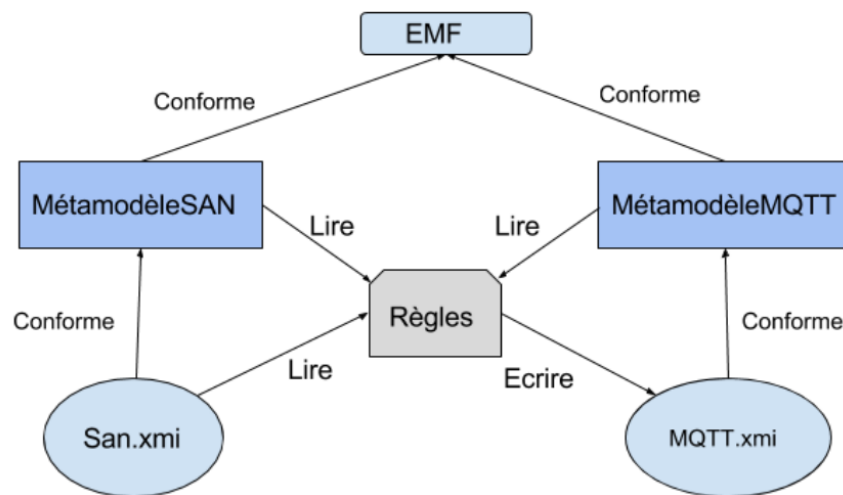 EMF
Conforme
Conforme
MétamodèleSAN
MétamodèleMQTT
Lire
Lire
Conforme
Règles
Conforme
Lire
Ecrire
San.xmi
MQTT.xmi